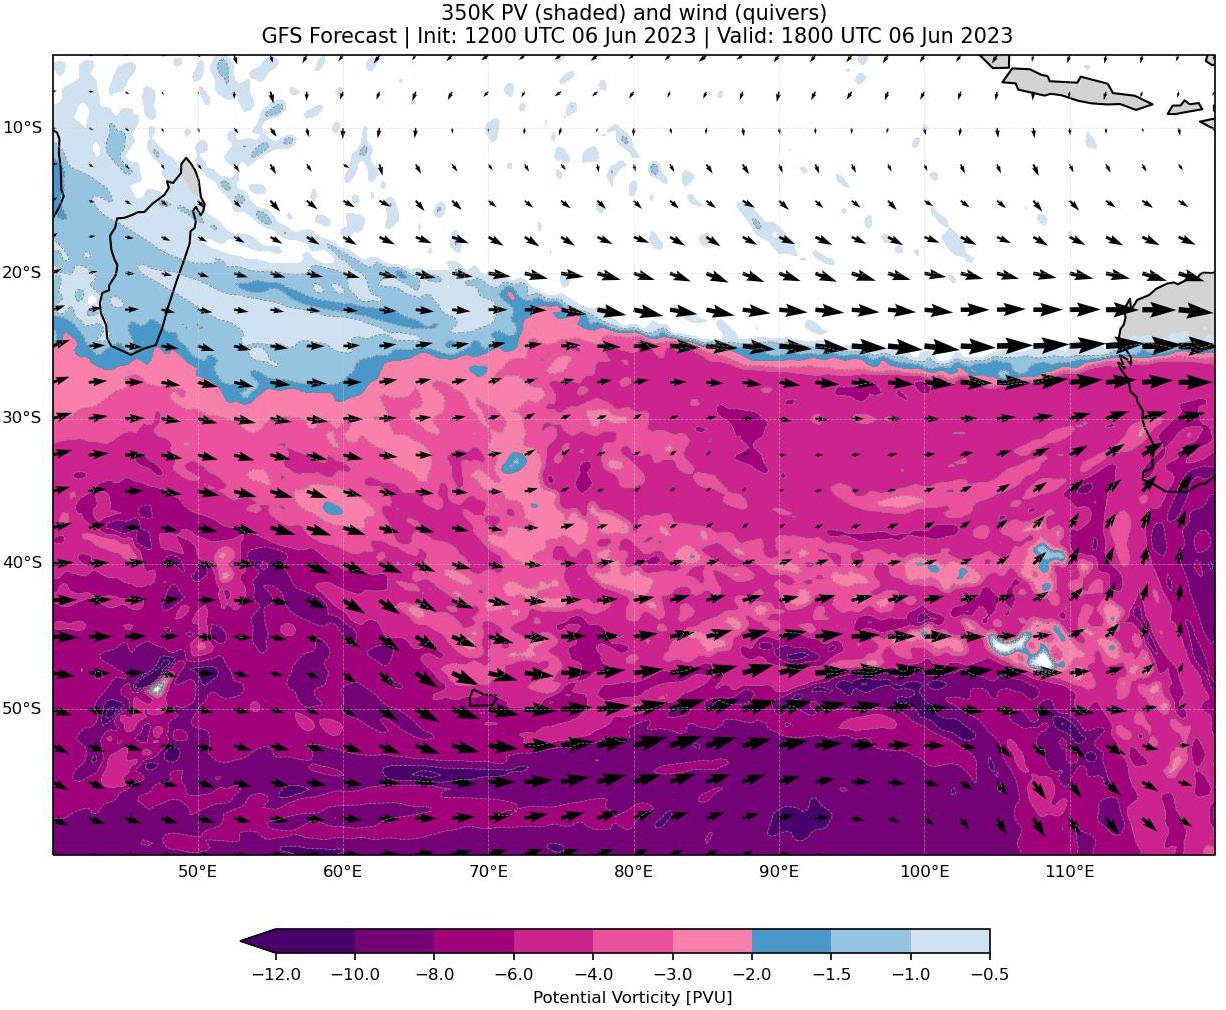 350K PV (shaded) and wind (quivers)
GFS Forecast | Init: 1200 UTC 06 Jun 2023 | Valid: 1800 UTC 06 Jun 2023
10°S
20°S
30°S
40°S
50°S
50°E 60°E 70°E 80°E 90°E 100°E 110°E
−12.0 −10.0 −8.0 −6.0 −4.0 −3.0 −2.0 −1.5 −1.0 −0.5
Potential Vorticity [PVU]